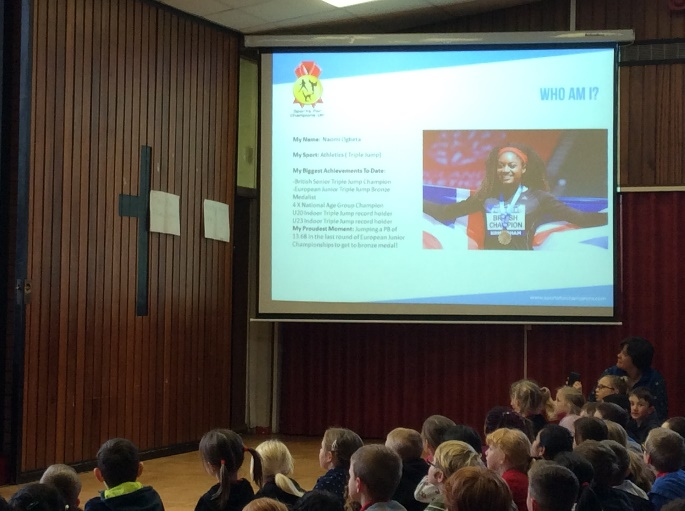 WHO AM I?
My Name: Naomi Ogbeta
My Sport: Athletics (Triple Jump)
My Biggest Achievements To Date:
British Senior Triple Jump Champion
European Junior Triple Jump Bronze
Medalist
4 X National Age Group Champion
U20 Indoor Triple Jump record holder
U23 Indoor Triple Jump record holder
My Proudest Moment: Jumping a PB of
13.68 in the last round of European Junior
Championships to get to bronze medal!
BRITISH
CHAMPION